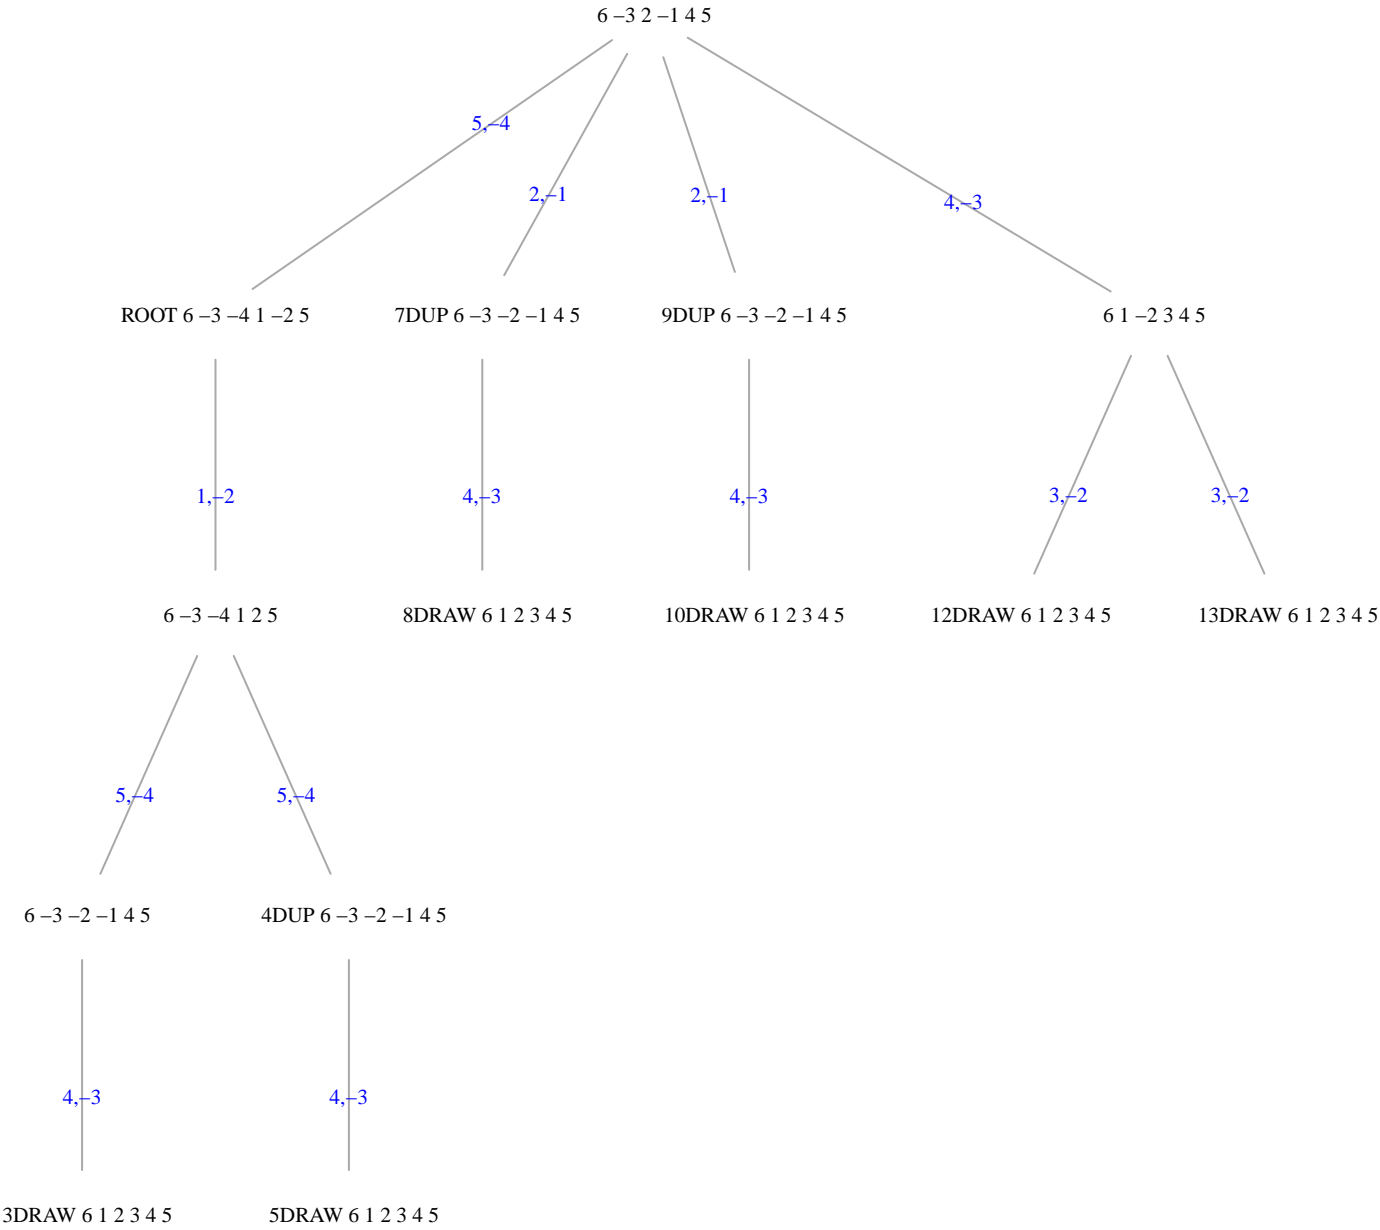 6 –3 2 –1 4 5
5,–4
2,–1
2,–1
4,–3
ROOT 6 –3 –4 1 –2 5
7DUP 6 –3 –2 –1 4 5
9DUP 6 –3 –2 –1 4 5
6 1 –2 3 4 5
1,–2
4,–3
4,–3
3,–2
3,–2
6 –3 –4 1 2 5
8DRAW 6 1 2 3 4 5
10DRAW 6 1 2 3 4 5
12DRAW 6 1 2 3 4 5
13DRAW 6 1 2 3 4 5
5,–4
5,–4
6 –3 –2 –1 4 5
4DUP 6 –3 –2 –1 4 5
4,–3
4,–3
3DRAW 6 1 2 3 4 5
5DRAW 6 1 2 3 4 5